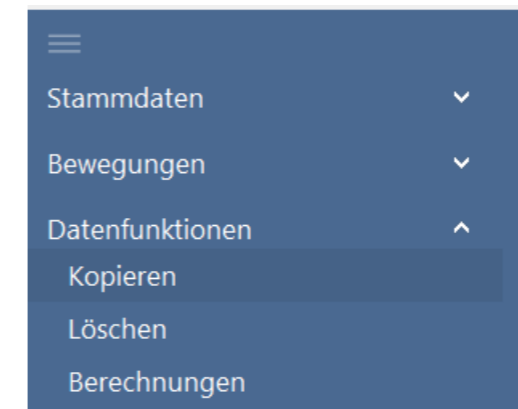 Stammdaten
Bewegungen
Datenfunktionen
Kopieren
Löschen
Berechnungen